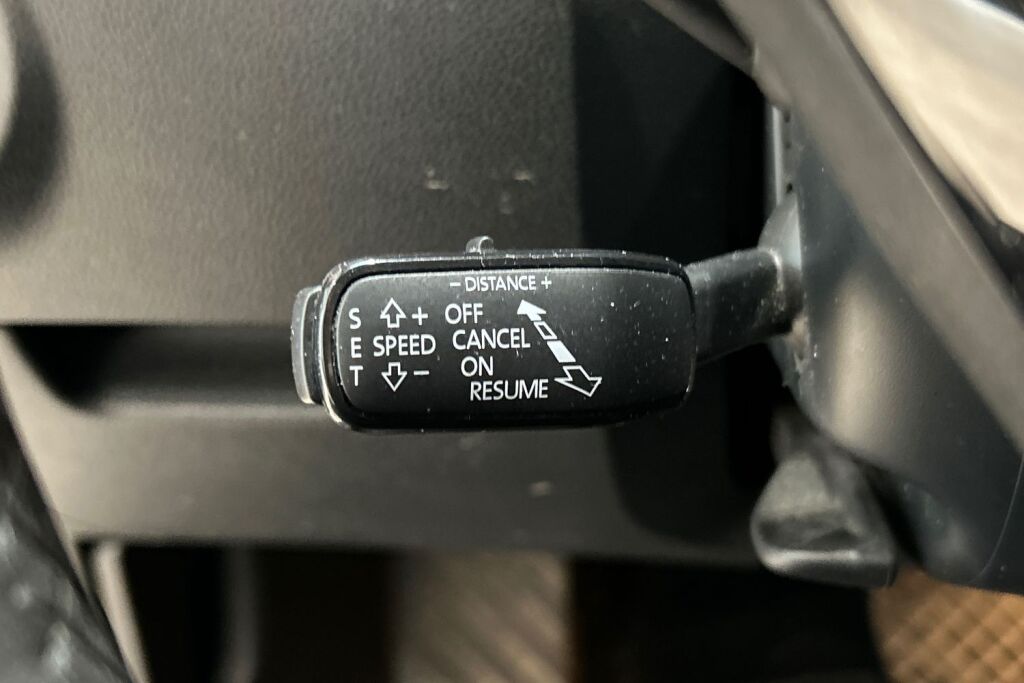 - DISTANCE +
S
E
T
+
SPEED
-
OFF
CANCEL
ON
RESUME